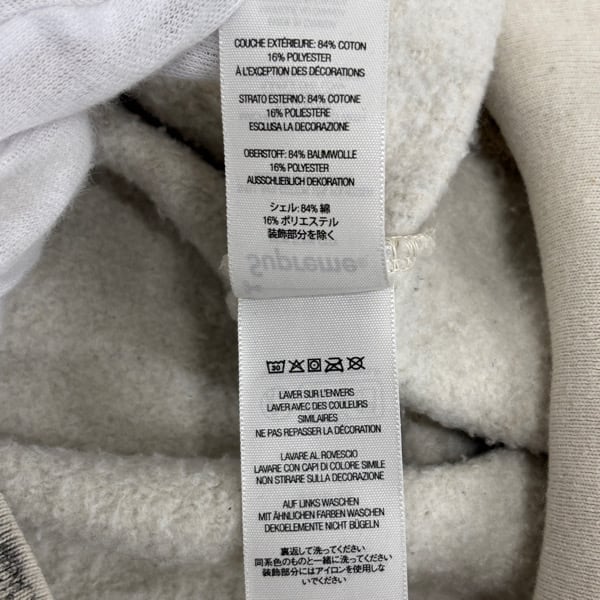 COUCHE EXTÉRIEURE: 84% COTON
16% POLYESTER
À L'EXCEPTION DES DÉCORATIONS
STRATO ESTERNO: 84% COTONE
16% POLIESTERE
ESCLUSA LA DECORAZIONE
OBERSTOFF: 84% BAUMWOLLE
16% POLYESTER
AUSSCHLIEBLICH DEKORATION
シェル: 84% 綿
16% ポリエステル
装飾部分を除く
Supreme
30
LAVER SUR L'ENVERS
LAVER AVEC DES COULEURS
SIMILAIRES
NE PAS REPASSER LA DÉCORATION
LAVARE AL ROVESCIO
LAVARE CON CAPI DI COLORE SIMILE
NON STIRARE SULLA DECORAZIONE
AUF LINKS WASCHEN
MIT ÄHNLICHEN FARBEN WASCHEN
DEKOELEMENTE NICHT BÜGELN
裏返して洗ってください
同系色のものと一緒に洗ってください
装飾部分にはアイロンを使用しな
いでください